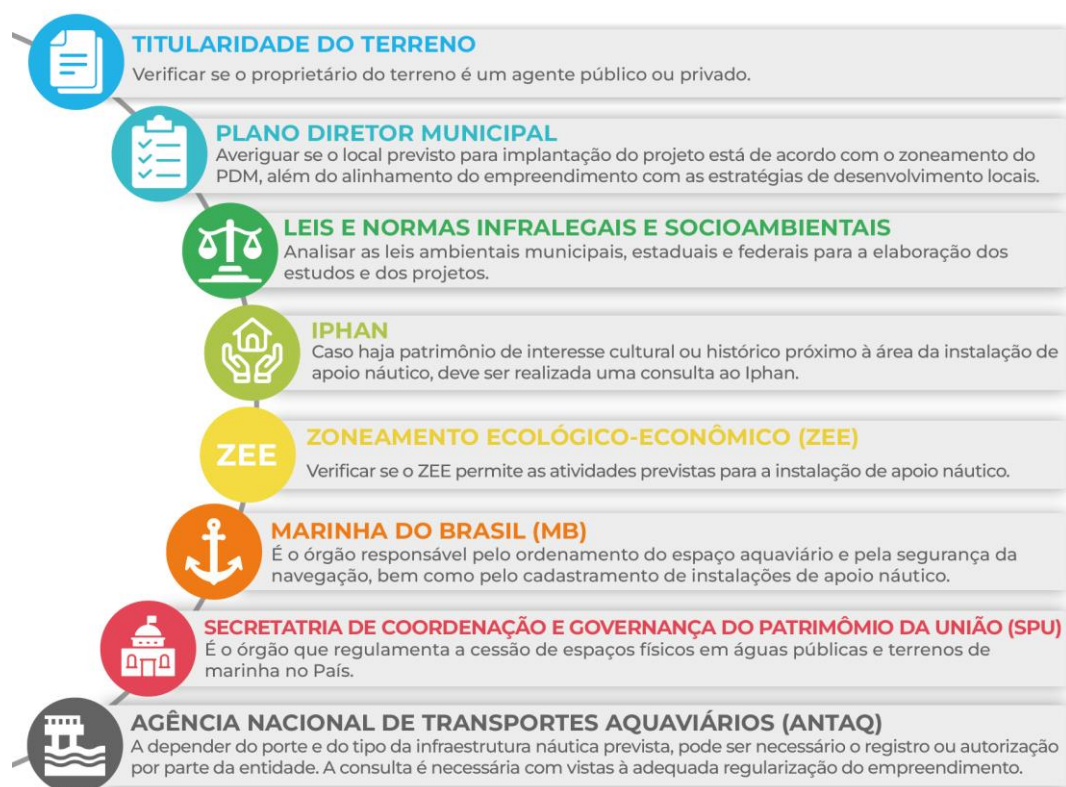 TITULARIDADE DO TERRENO
Verificar se o proprietário do terreno é um agente público ou privado.
PLANO DIRETOR MUNICIPAL
Averiguar se o local previsto para implantação do projeto está de acordo com o zoneamento do
PDM, além do alinhamento do empreendimento com as estratégias de desenvolvimento locais.
LEIS E NORMAS INFRALEGAIS E SOCIOAMBIENTAIS
Analisar as leis ambientais municipais, estaduais e federais para a elaboração dos
estudos e dos projetos.
IPHAN
Caso haja patrimônio de interesse cultural ou histórico próximo à área da instalação de
apoio náutico, deve ser realizada uma consulta ao Iphan.
ZEE
ZONEAMENTO ECOLÓGICO-ECONÔMICO (ZEE)
Verificar se o ZEE permite as atividades previstas para a instalação de apoio náutico.
MARINHA DO BRASIL (MB)
É o órgão responsável pelo ordenamento do espaço aquaviário e pela segurança da
navegação, bem como pelo cadastramento de instalações de apoio náutico.
SECRETATRIA DE COORDENAÇÃO E GOVERNANÇA DO PATRIMÔMIO DA UNIÃO (SPU)
É o órgão que regulamenta a cessão de espaços físicos em águas públicas e terrenos de
marinha no País.
AGÊNCIA NACIONAL DE TRANSPORTES AQUAVIÁRIOS (ANTAQ)
A depender do porte e do tipo da infraestrutura náutica prevista, pode ser necessário o registro ou autorização
por parte da entidade. A consulta é necessária com vistas à adequada regularização do empreendimento.